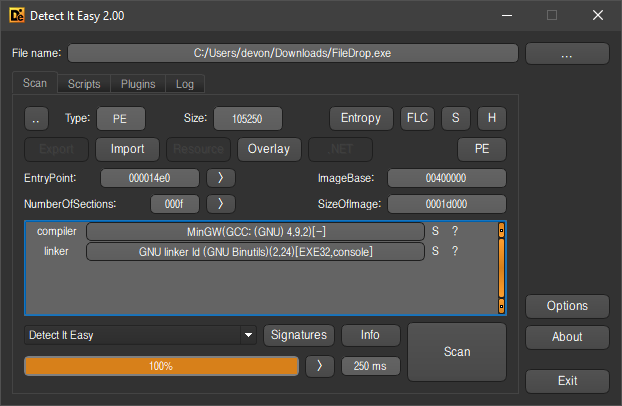 Detect It Easy 2.00
File name: C:/Users/devon/Downloads/FileDrop.exe ...
Scan Scripts Plugins Log
.. Type: PE Size: 105250 Entropy FLC S H
Export Import Resource Overlay .NET PE
EntryPoint: 000014e0 > ImageBase: 00400000
NumberOfSections: 000f > SizeOfImage: 0001d000
compiler MinGW(GCC: (GNU) 4.9.2)[-] S ?
linker GNU linker ld (GNU Binutils)(2.24)[EXE32,console] S ?
Options
Detect It Easy Signatures Info Scan About
100% > 250 ms
Exit